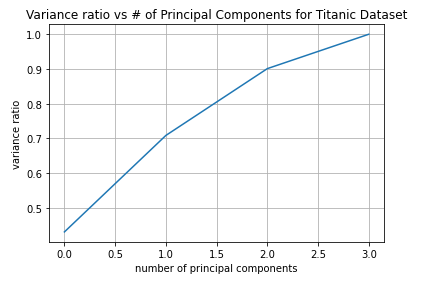 Variance ratio vs # of Principal Components for Titanic Dataset
1.0
0.9
0.8
0.7
0.6
0.5
variance ratio
0.0 0.5 1.0 1.5 2.0 2.5 3.0
number of principal components